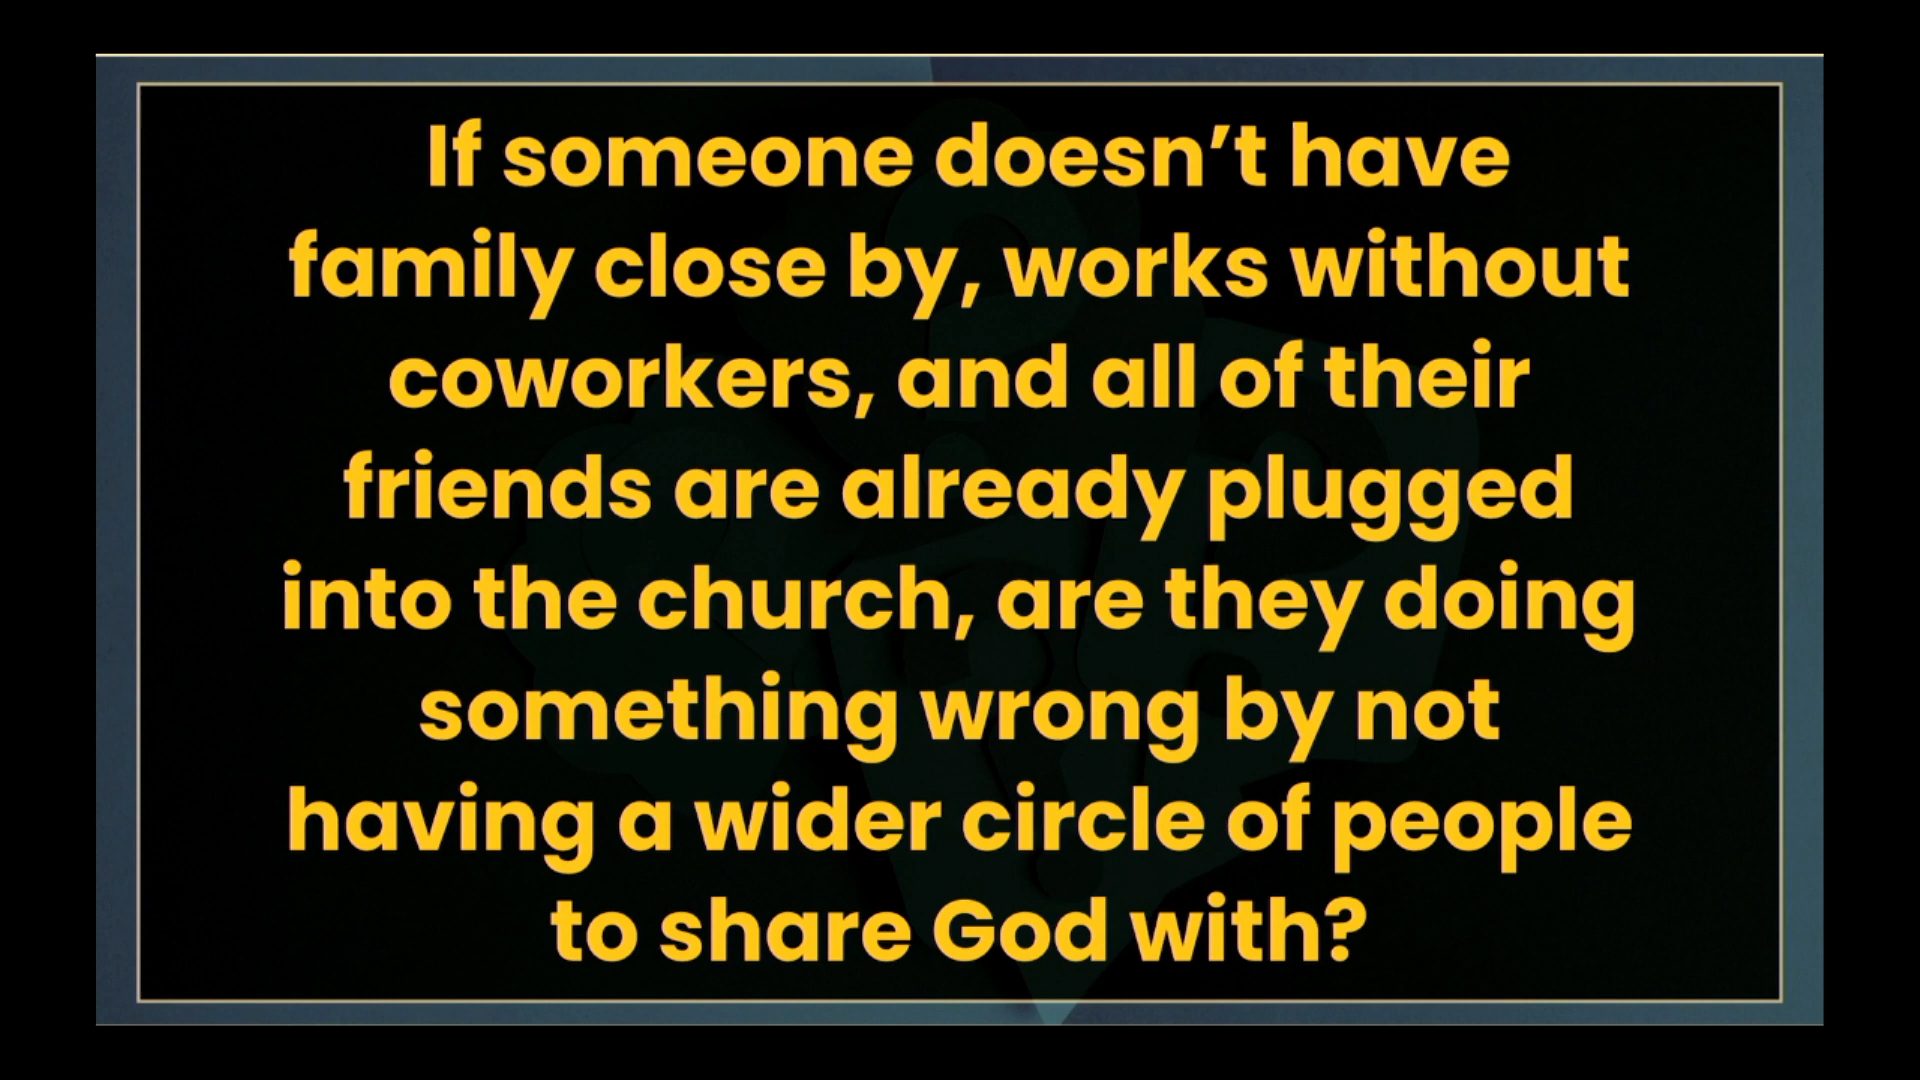 If someone doesn’t have
family close by, works without
coworkers, and all of their
friends are already plugged
into the church, are they doing
something wrong by not
having a wider circle of people
to share God with?